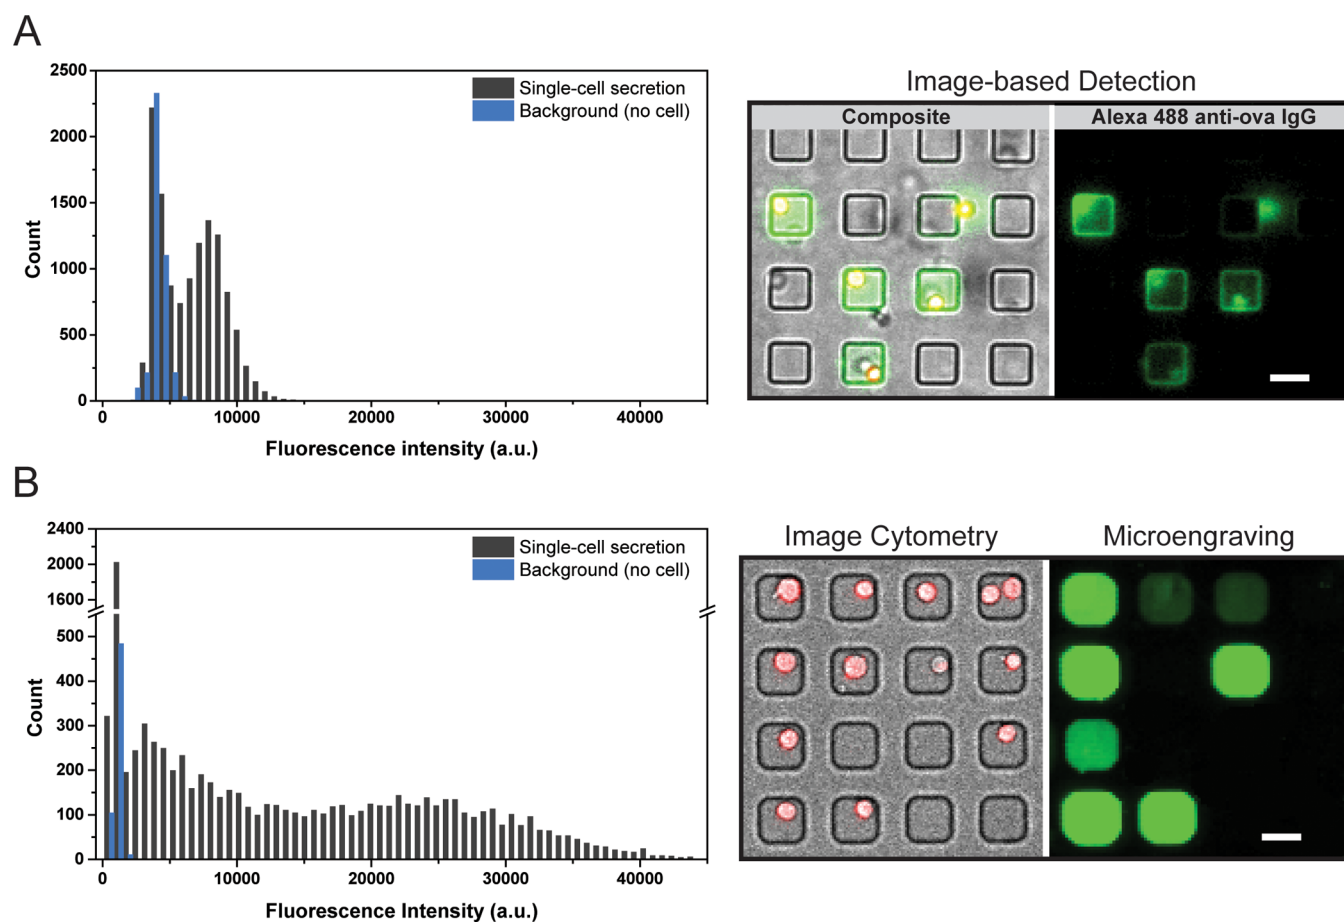 A
2500
2000
1500
1000
500
0
Count
0 10000 20000 30000 40000
Fluorescence intensity (a.u.)
Single-cell secretion
Background (no cell)
Image-based Detection
Composite
Alexa 488 anti-ova IgG
B
2400
2000
1600
500
400
300
200
100
0
Count
0 10000 20000 30000 40000
Fluorescence Intensity (a.u.)
Single-cell secretion
Background (no cell)
Image Cytometry
Microengraving